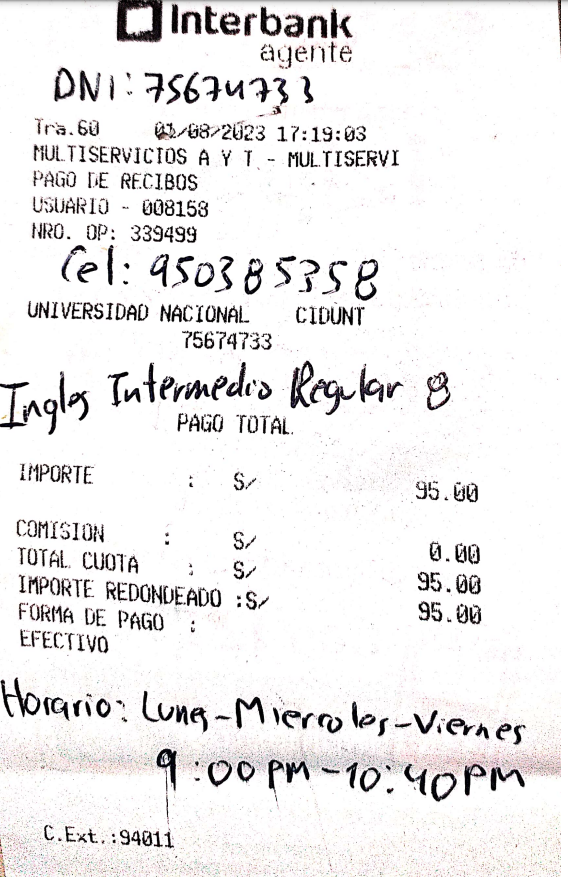 Interbank
agente
DNI: 75674733
Tra.60 01/08/2023 17:19:03
MULTISERVICIOS A Y T - MULTISERVI
PAGO DE RECIBOS
USUARIO - 008158
NRO. OP: 339499
Cel: 950385358
UNIVERSIDAD NACIONAL CIDUNT
75674733
Ingles Intermedio Regular 8
PAGO TOTAL
IMPORTE : S/ 95.00
COMISION : S/ 0.00
TOTAL CUOTA : S/ 95.00
IMPORTE REDONDEADO :S/ 95.00
FORMA DE PAGO :
EFECTIVO
Horario: Lunes-Miercoles-Viernes
9:00PM-10:40PM
C.Ext.:94011